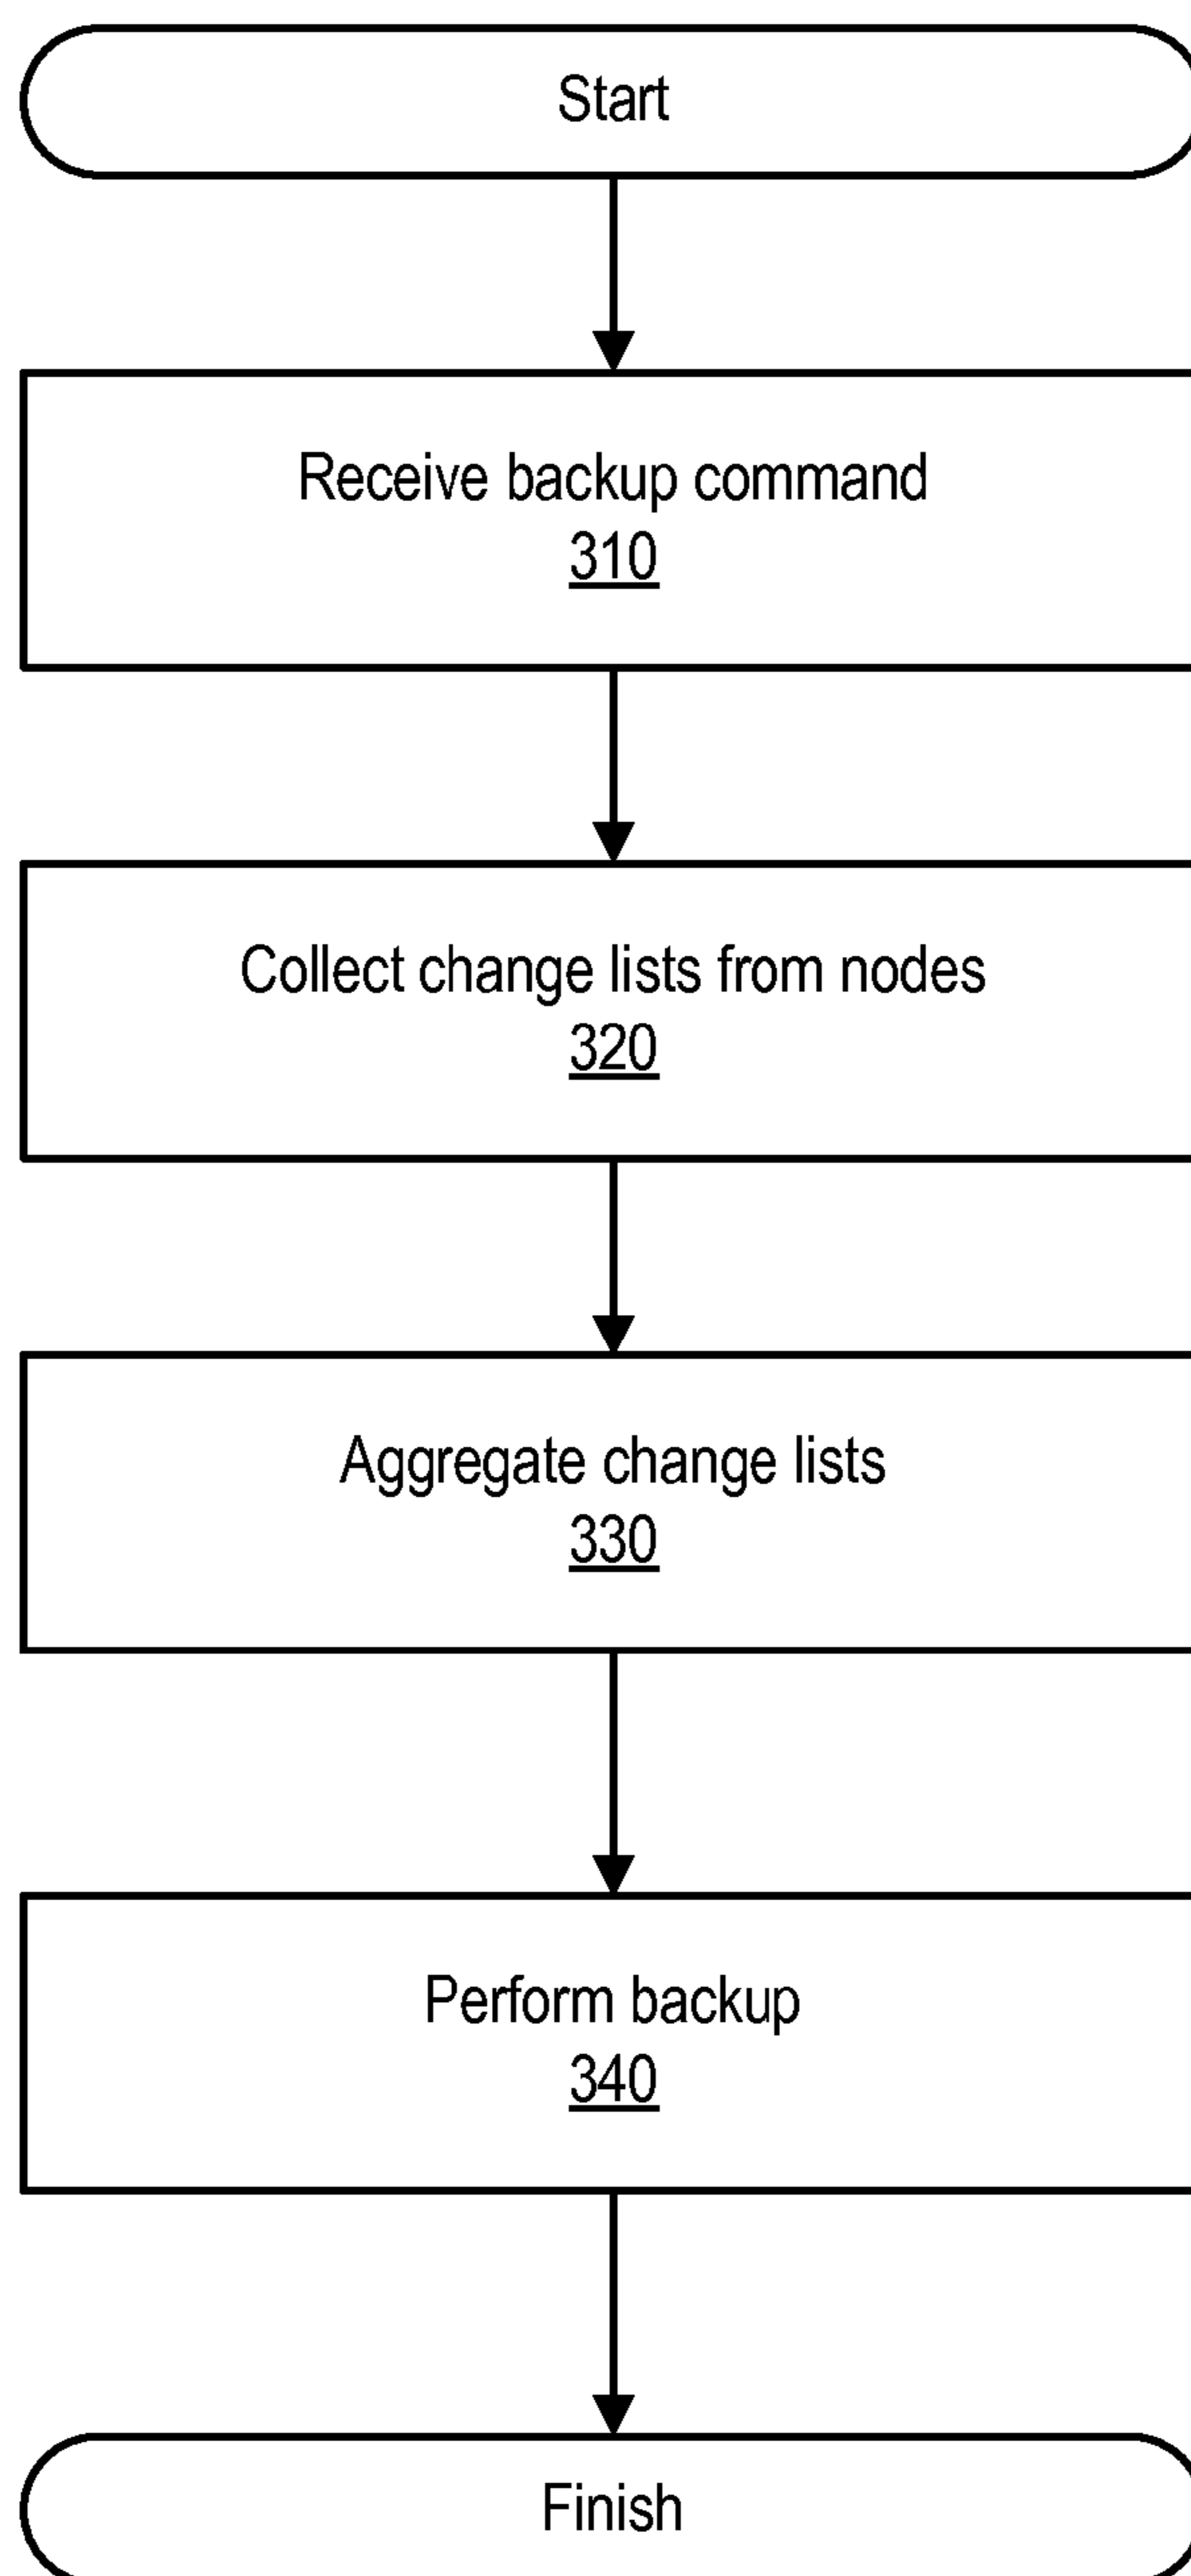 Start
Receive backup command
310
Collect change lists from nodes
320
Aggregate change lists
330
Perform backup
340
Finish